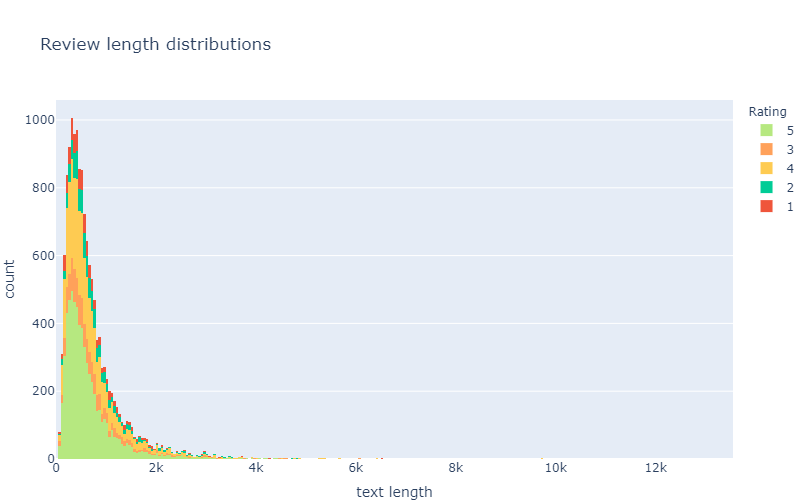 Review length distributions
Rating
5
3
4
2
1
count
1000
800
600
400
200
0
0 2k 4k 6k 8k 10k 12k
text length